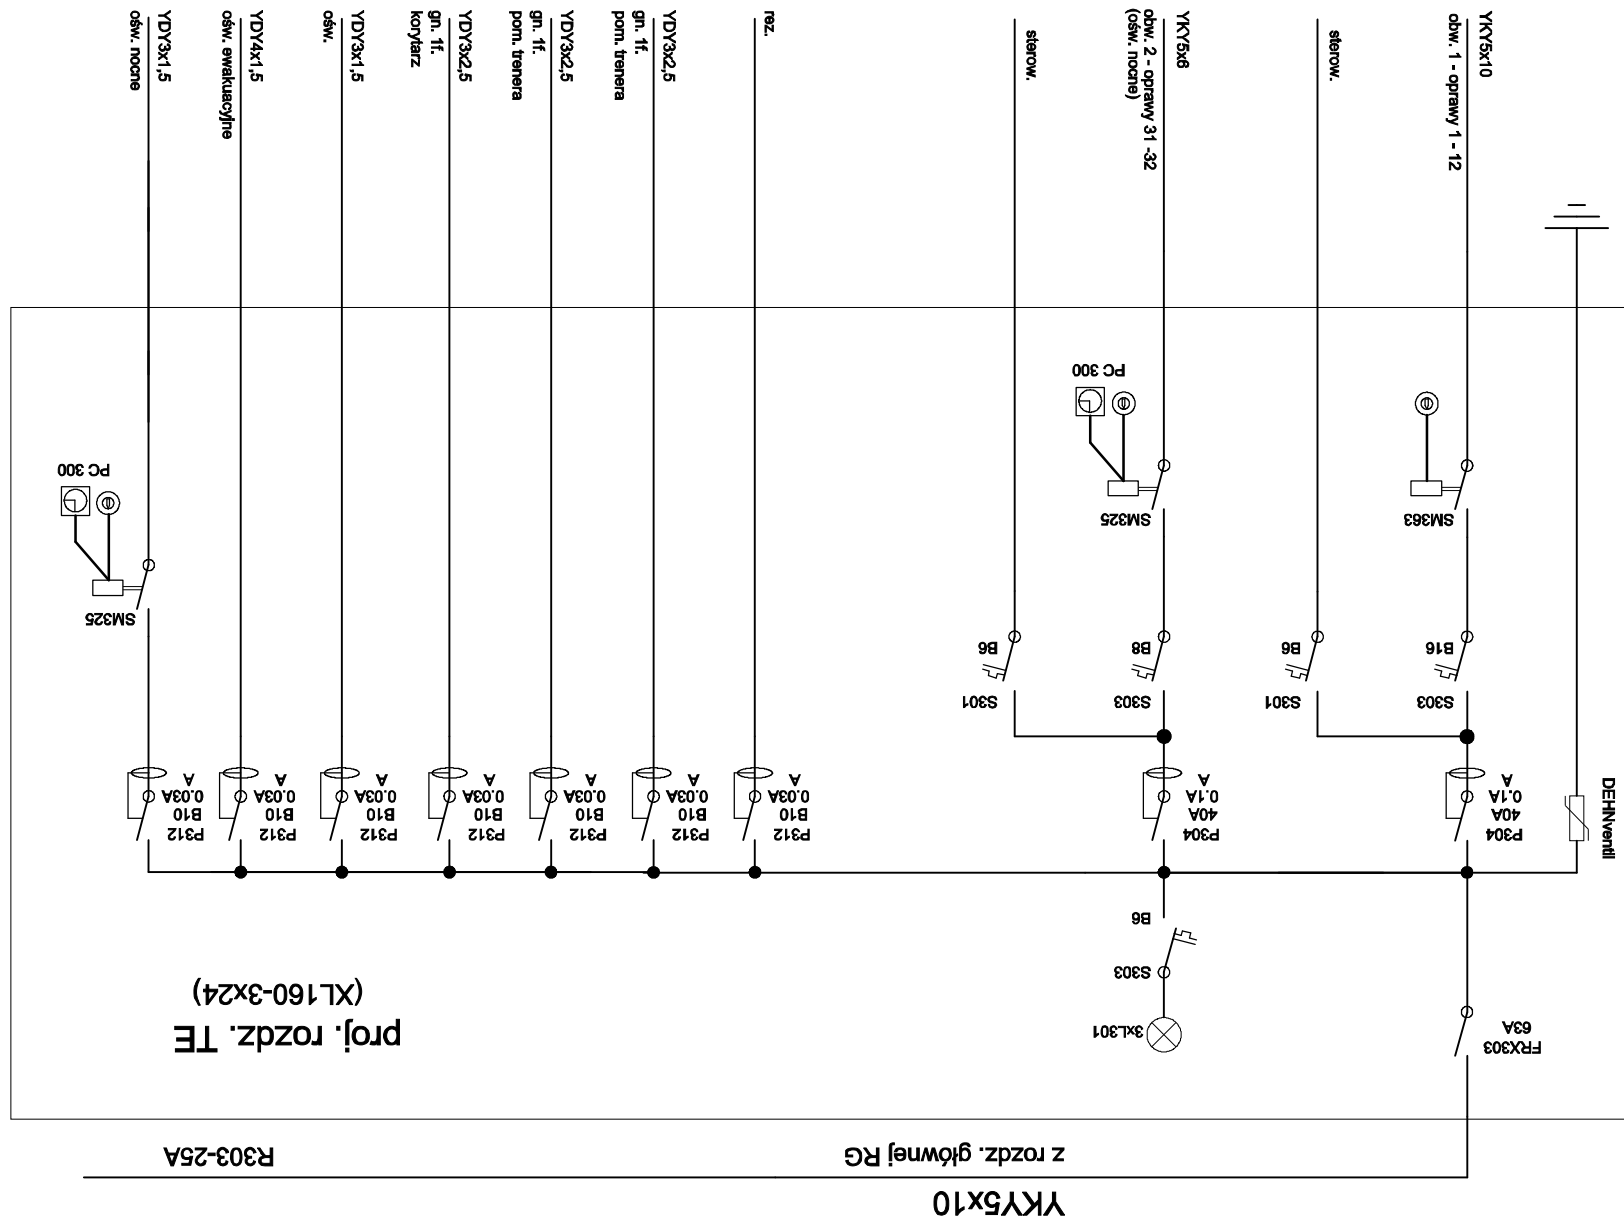 YKY5x10
z rozdz. głównej RG
R303-25A
FRX303
63A
3xL301
S303
B6
proj. rozdz. TE
(XL160-3x24)
DEHNventil
P304
40A
0.1A
A
P304
40A
0.1A
A
P312
B10
0.03A
A
P312
B10
0.03A
A
P312
B10
0.03A
A
P312
B10
0.03A
A
P312
B10
0.03A
A
P312
B10
0.03A
A
P312
B10
0.03A
A
S303
B16
S301
B6
S303
B8
S301
B6
SM363
SM325
PC 300
SM325
PC 300
YKY5x10
obw. 1 - oprawy 1 - 12
sterow.
YKY5x6
obw. 2 - oprawy 31 -32
(ośw. nocne)
sterow.
rez.
YDY3x2,5
gn. 1f.
pom. trenera
YDY3x2,5
gn. 1f.
pom. trenera
YDY3x2,5
gn. 1f.
korytarz
YDY3x1,5
ośw.
YDY4x1,5
ośw. ewakuacyjne
YDY3x1,5
ośw. nocne